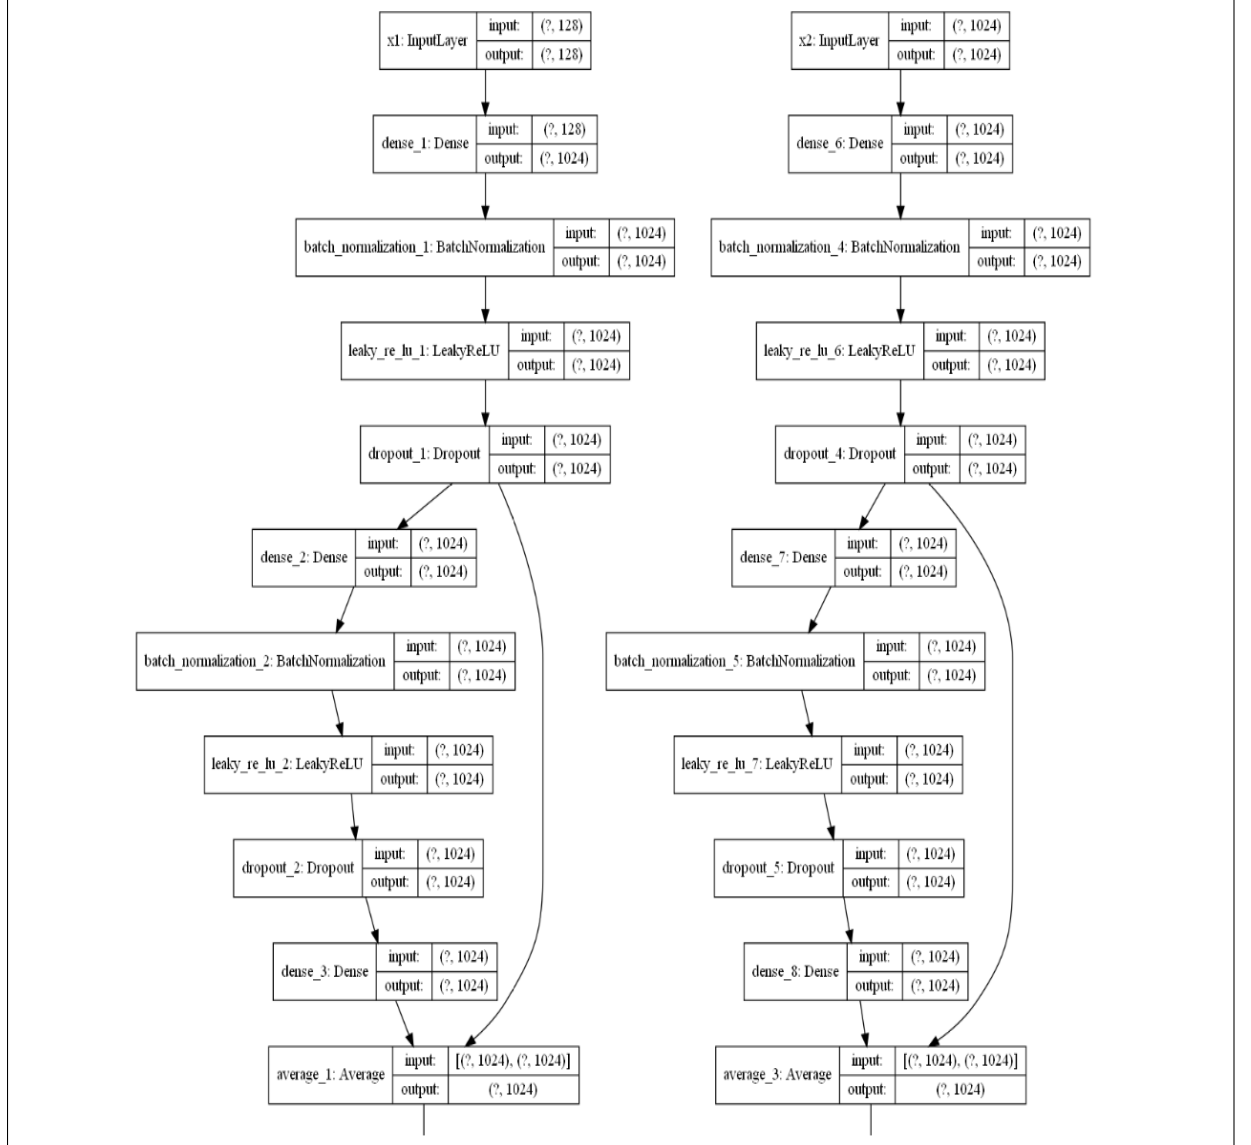 x1: InputLayer input: (?, 128)
output: (?, 128)
x2: InputLayer input: (?, 1024)
output: (?, 1024)
dense_1: Dense input: (?, 128)
output: (?, 1024)
dense_6: Dense input: (?, 1024)
output: (?, 1024)
batch_normalization_1: BatchNormalization input: (?, 1024)
output: (?, 1024)
batch_normalization_4: BatchNormalization input: (?, 1024)
output: (?, 1024)
leaky_re_lu_1: LeakyReLU input: (?, 1024)
output: (?, 1024)
leaky_re_lu_6: LeakyReLU input: (?, 1024)
output: (?, 1024)
dropout_1: Dropout input: (?, 1024)
output: (?, 1024)
dropout_4: Dropout input: (?, 1024)
output: (?, 1024)
dense_2: Dense input: (?, 1024)
output: (?, 1024)
dense_7: Dense input: (?, 1024)
output: (?, 1024)
batch_normalization_2: BatchNormalization input: (?, 1024)
output: (?, 1024)
batch_normalization_5: BatchNormalization input: (?, 1024)
output: (?, 1024)
leaky_re_lu_2: LeakyReLU input: (?, 1024)
output: (?, 1024)
leaky_re_lu_7: LeakyReLU input: (?, 1024)
output: (?, 1024)
dropout_2: Dropout input: (?, 1024)
output: (?, 1024)
dropout_5: Dropout input: (?, 1024)
output: (?, 1024)
dense_3: Dense input: (?, 1024)
output: (?, 1024)
dense_8: Dense input: (?, 1024)
output: (?, 1024)
average_1: Average input: [(?, 1024), (?, 1024)]
output: (?, 1024)
average_3: Average input: [(?, 1024), (?, 1024)]
output: (?, 1024)